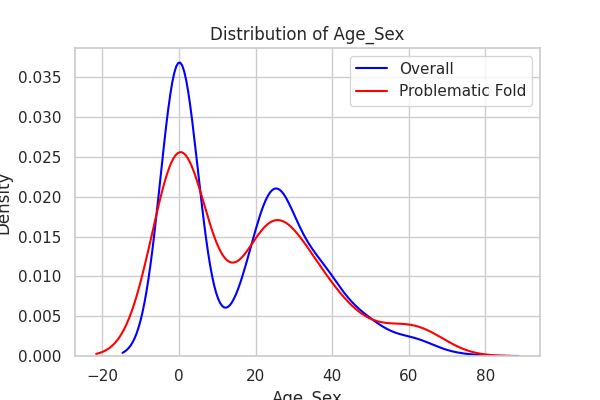 Distribution of Age_Sex
Overall
Problematic Fold
Density
0.035
0.030
0.025
0.020
0.015
0.010
0.005
0.000
−20 0 20 40 60 80
Age_Sex